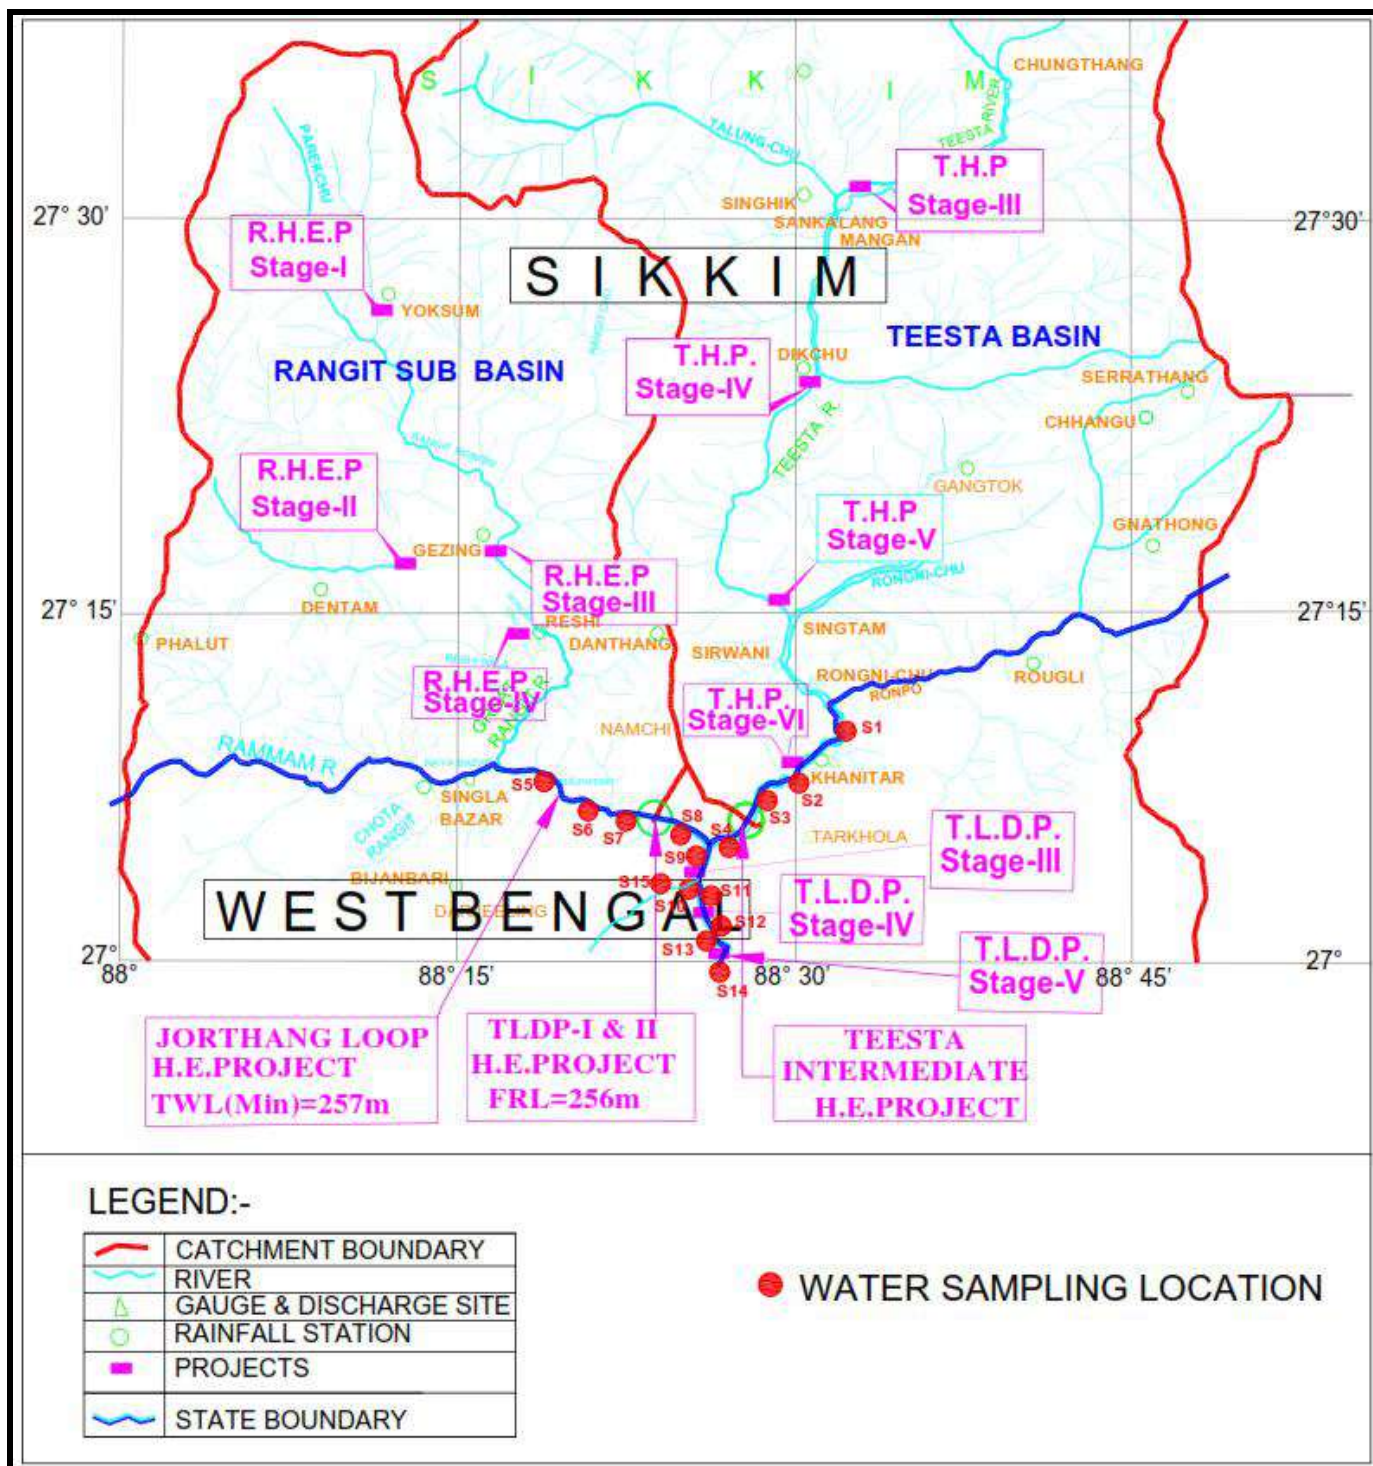 CHUNGTHANG
S I K K I M
TEESTA RIVER
TALUNG-CHU
PAREKCHU
T.H.P
Stage-III
SINGHIK
SANKALANG
MANGAN
27° 30'
27°30'
R.H.E.P
Stage-I
SIKKIM
YOKSUM
TEESTA BASIN
RANGIT SUB BASIN
T.H.P.
Stage-IV
DIKCHU
SERRATHANG
CHHANGU
TEESTA R.
R.H.E.P
Stage-II
GANGTOK
T.H.P
Stage-V
GNATHONG
GEZING
R.H.E.P
Stage-III
RONGNI-CHU
DENTAM
27° 15'
27° 15'
RESHI
PHALUT
DANTHANG
SIRWANI
SINGTAM
R.H.E.P
Stage-IV
RANGIT R.
RONGNI-CHU
RONPO
ROUGLI
T.H.P.
Stage-VI
NAMCHI
S1
RAMMAM R
KHANITAR
S5
S2
SINGLA
BAZAR
CHOTA
RANGIT
S6
S7
S8
S4
S3
TARKHOLA
T.L.D.P.
Stage-III
S9
BIJANBARI
S15
S10
S11
T.L.D.P.
Stage-IV
WEST BENGAL
DARJEELING
S12
S13
T.L.D.P.
Stage-V
27°
27°
88°
88° 15'
S14
88° 30'
88° 45'
JORTHANG LOOP
H.E.PROJECT
TWL(Min)=257m
TLDP-I & II
H.E.PROJECT
FRL=256m
TEESTA
INTERMEDIATE
H.E.PROJECT
LEGEND:-
CATCHMENT BOUNDARY
RIVER
GAUGE & DISCHARGE SITE
RAINFALL STATION
PROJECTS
STATE BOUNDARY
WATER SAMPLING LOCATION